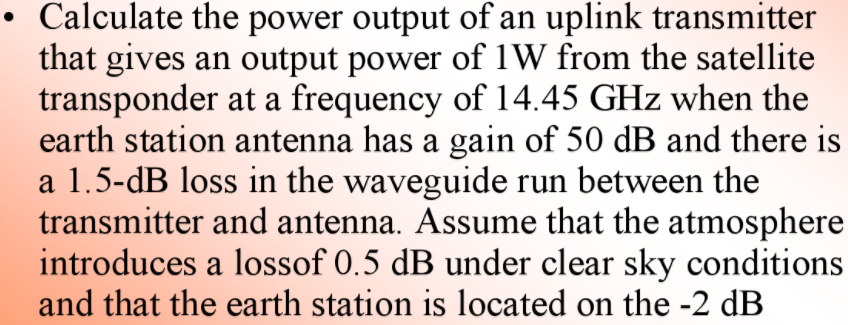 • Calculate the power output of an uplink transmitter
that gives an output power of 1W from the satellite
transponder at a frequency of 14.45 GHz when the
earth station antenna has a gain of 50 dB and there is
a 1.5-dB loss in the waveguide run between the
transmitter and antenna. Assume that the atmosphere
introduces a lossof 0.5 dB under clear sky conditions
and that the earth station is located on the -2 dB